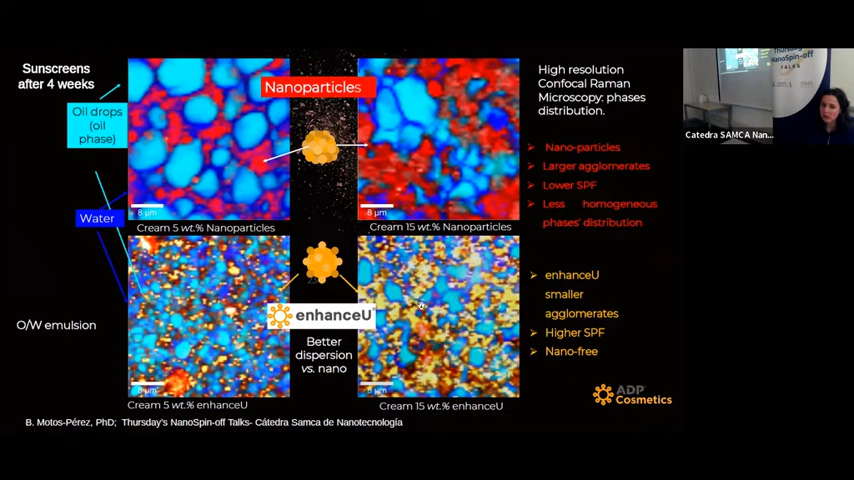 Sunscreens
after 4 weeks
Oil drops
(oil
phase)
Water
O/W emulsion
Nanoparticles
8 µm
8 µm
Cream 5 wt.% Nanoparticles
Cream 15 wt.% Nanoparticles
enhanceU
Better
dispersion
vs. nano
8 µm
8 µm
Cream 5 wt.% enhanceU
Cream 15 wt.% enhanceU
High resolution
Confocal Raman
Microscopy: phases
distribution.
Nano-particles
Larger agglomerates
Lower SPF
Less homogeneous
phases' distribution
enhanceU
smaller
agglomerates
Higher SPF
Nano-free
ADP
Cosmetics
B. Motos-Pérez, PhD; Thursday's NanoSpin-off Talks- Cátedra Samca de Nanotecnología
Thursday
NanoSpin-off
TALKS
Catedra SAMCA Nan...